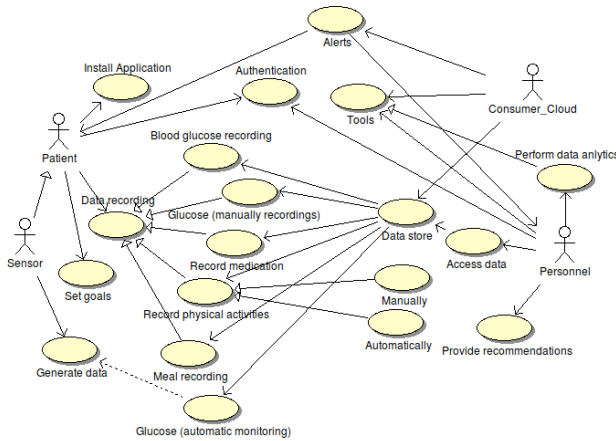 Alerts
Install Application
Authentication
Consumer_Cloud
Tools
Patient
Blood glucose recording
Perform data anlytics
Data recording
Glucose (manually recordings)
Data store
Sensor
Record medication
Access data
Personnel
Set goals
Manually
Record physical activities
Automatically
Provide recommendations
Generate data
Meal recording
Glucose (automatic monitoring)